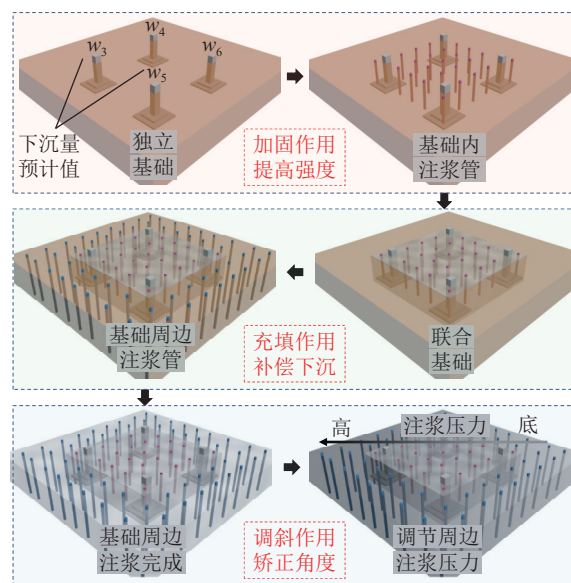 w₄
w₃
w₆
w₅
下沉量
预计值
独立
基础
加固作用
提高强度
基础内
注浆管
基础周边
注浆管
充填作用
补偿下沉
联合
基础
高
注浆压力
底
基础周边
注浆完成
调斜作用
矫正角度
调节周边
注浆压力